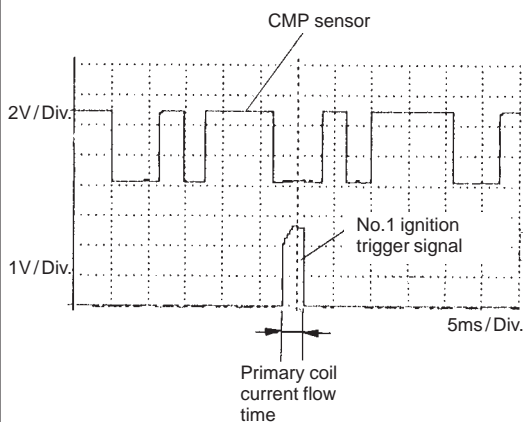 CMP sensor
2V/Div.
No.1 ignition
trigger signal
1V/Div.
5ms/Div.
Primary coil
current flow
time